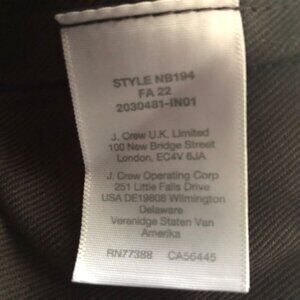 STYLE NB194
FA 22
2030481-IN01
J. Crew U.K. Limited
100 New Bridge Street
London, EC4V 6JA
J. Crew Operating Corp
251 Little Falls Drive
USA DE19808 Wilmington
Delaware
Verenidge Staten Van
Amerika
RN77388 CA56445